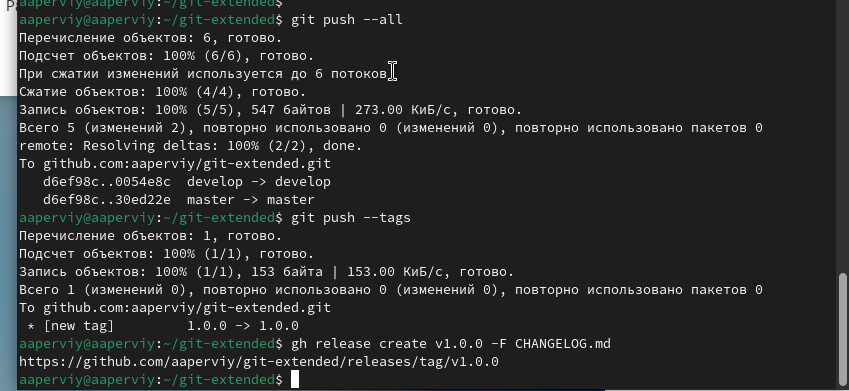 aaperviy@aaperviy:~/git-extended$
aaperviy@aaperviy:~/git-extended$ git push --all
Перечисление объектов: 6, готово.
Подсчет объектов: 100% (6/6), готово.
При сжатии изменений используется до 6 потоков
Сжатие объектов: 100% (4/4), готово.
Запись объектов: 100% (5/5), 547 байтов | 273.00 КиБ/с, готово.
Всего 5 (изменений 2), повторно использовано 0 (изменений 0), повторно использовано пакетов 0
remote: Resolving deltas: 100% (2/2), done.
To github.com:aaperviy/git-extended.git
   d6ef98c..0054e8c  develop -> develop
   d6ef98c..30ed22e  master -> master
aaperviy@aaperviy:~/git-extended$ git push --tags
Перечисление объектов: 1, готово.
Подсчет объектов: 100% (1/1), готово.
Запись объектов: 100% (1/1), 153 байта | 153.00 КиБ/с, готово.
Всего 1 (изменений 0), повторно использовано 0 (изменений 0), повторно использовано пакетов 0
To github.com:aaperviy/git-extended.git
 * [new tag]         1.0.0 -> 1.0.0
aaperviy@aaperviy:~/git-extended$ gh release create v1.0.0 -F CHANGELOG.md
https://github.com/aaperviy/git-extended/releases/tag/v1.0.0
aaperviy@aaperviy:~/git-extended$